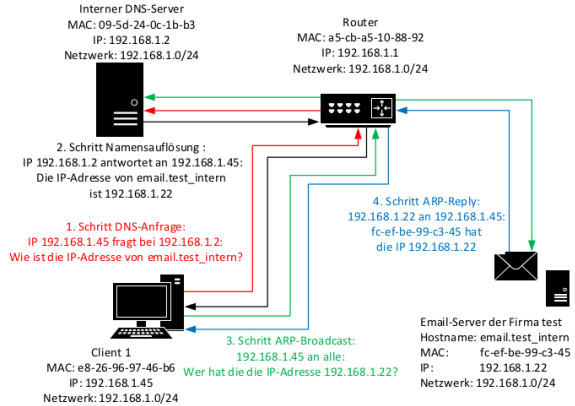 Interner DNS-Server
MAC: 09-5d-24-0c-1b-b3
IP: 192.168.1.2
Netzwerk: 192.168.1.0/24
Router
MAC: a5-cb-a5-10-88-92
IP: 192.168.1.1
Netzwerk: 192.168.1.0/24
2. Schritt Namensauflösung :
IP 192.168.1.2 antwortet an 192.168.1.45:
Die IP-Adresse von email.test_intern
ist 192.168.1.22
1. Schritt DNS-Anfrage:
IP 192.168.1.45 fragt bei 192.168.1.2:
Wie ist die IP-Adresse von email.test_intern?
4. Schritt ARP-Reply:
192.168.1.22 an 192.168.1.45:
fc-ef-be-99-c3-45 hat
die IP 192.168.1.22
3. Schritt ARP-Broadcast:
192.168.1.45 an alle:
Wer hat die die IP-Adresse 192.168.1.22?
Client 1
MAC: e8-26-96-97-46-b6
IP: 192.168.1.45
Netzwerk: 192.168.1.0/24
Email-Server der Firma test
Hostname: email.test_intern
MAC: fc-ef-be-99-c3-45
IP: 192.168.1.22
Netzwerk: 192.168.1.0/24